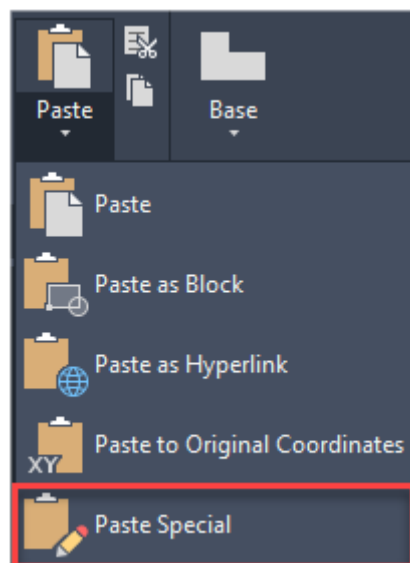 Paste
Base
Paste
Paste as Block
Paste as Hyperlink
XY
Paste to Original Coordinates
Paste Special